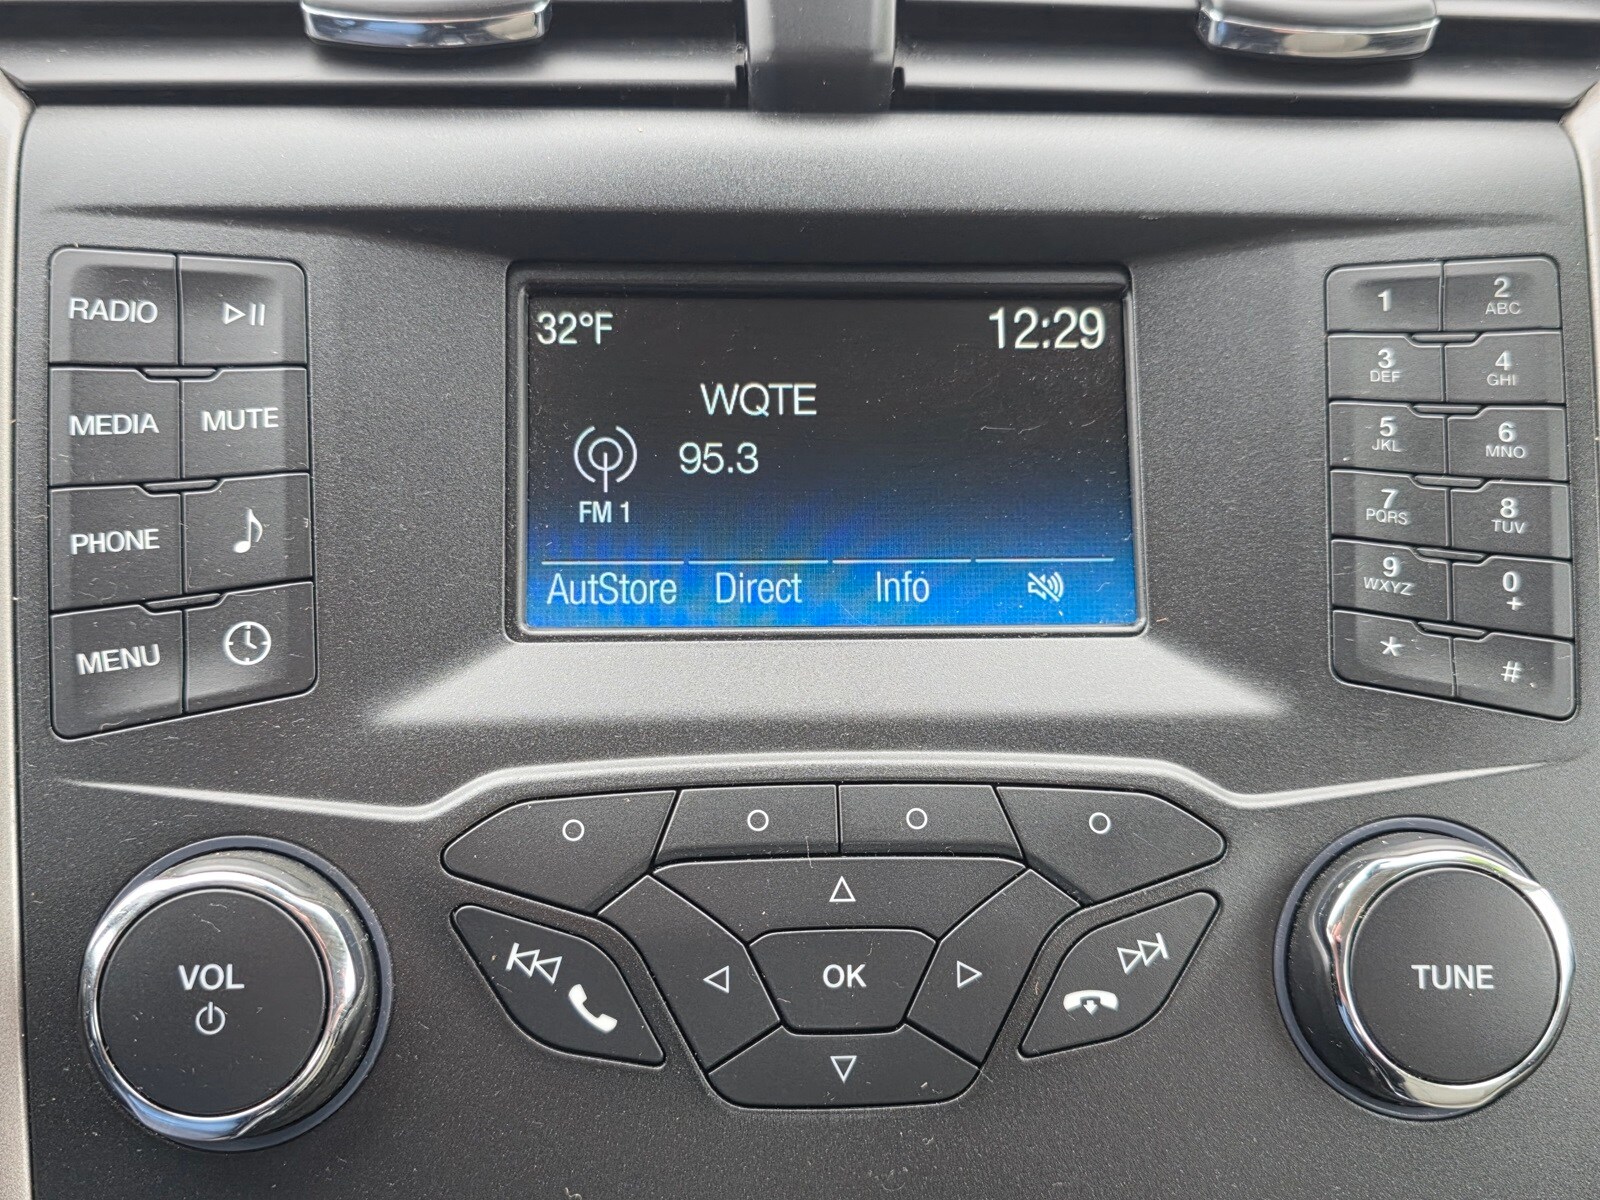 32°F 12:29
WQTE
95.3
FM 1
AutStore Direct Info
RADIO
MEDIA MUTE
PHONE
MENU
1 2 ABC
3 DEF 4 GHI
5 JKL 6 MNO
7 PQRS 8 TUV
9 WXYZ 0 +
* #
VOL
OK
TUNE